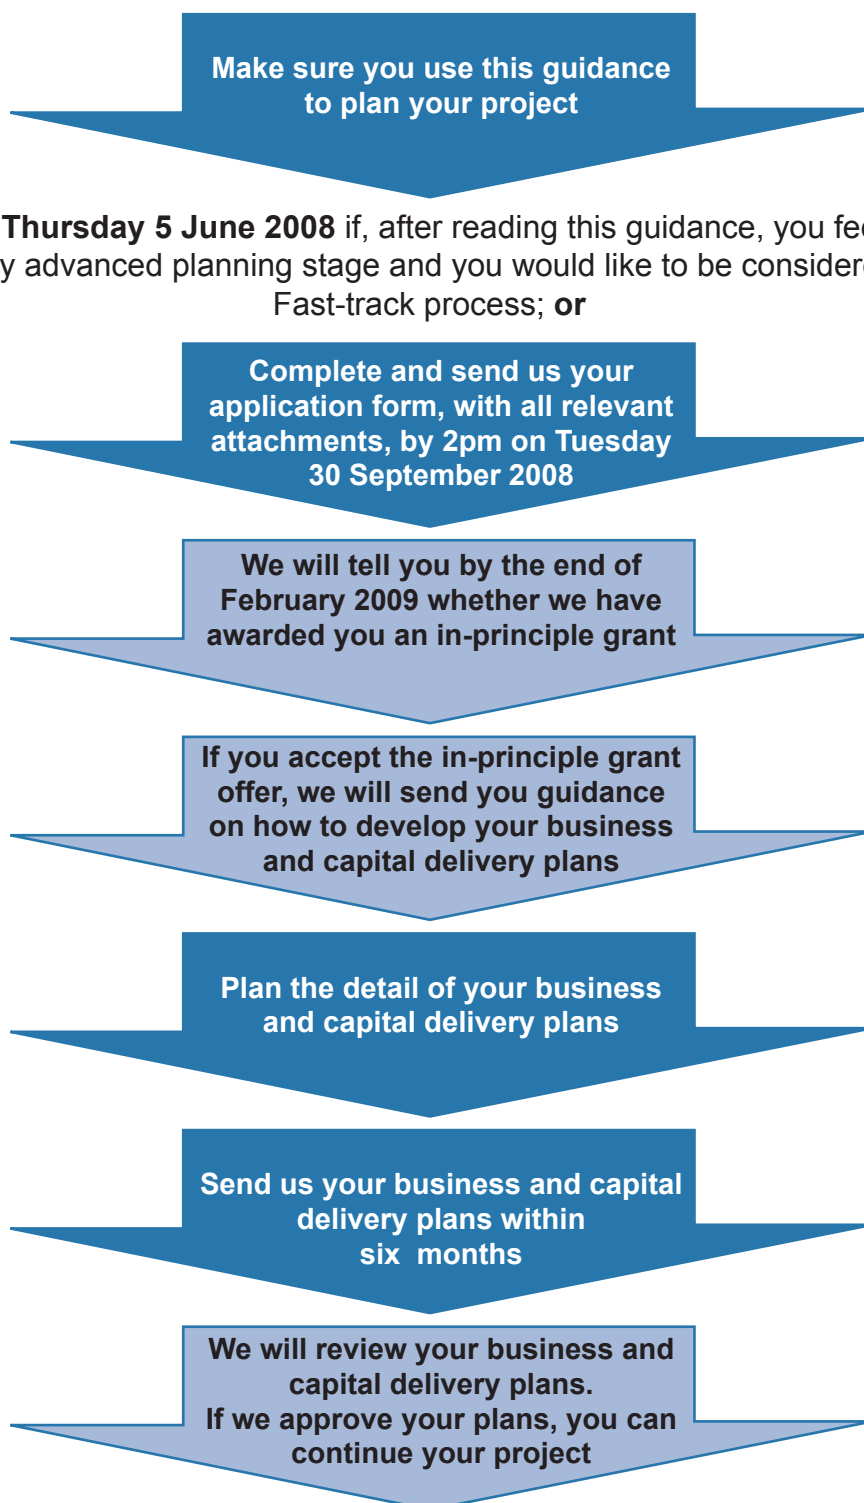 Make sure you use this guidance
to plan your project
Thursday 5 June 2008 if, after reading this guidance, you fee
y advanced planning stage and you would like to be considere
Fast-track process; or
Complete and send us your
application form, with all relevant
attachments, by 2pm on Tuesday
30 September 2008
We will tell you by the end of
February 2009 whether we have
awarded you an in-principle grant
If you accept the in-principle grant
offer, we will send you guidance
on how to develop your business
and capital delivery plans
Plan the detail of your business
and capital delivery plans
Send us your business and capital
delivery plans within
six  months
We will review your business and
capital delivery plans.
If we approve your plans, you can
continue your project